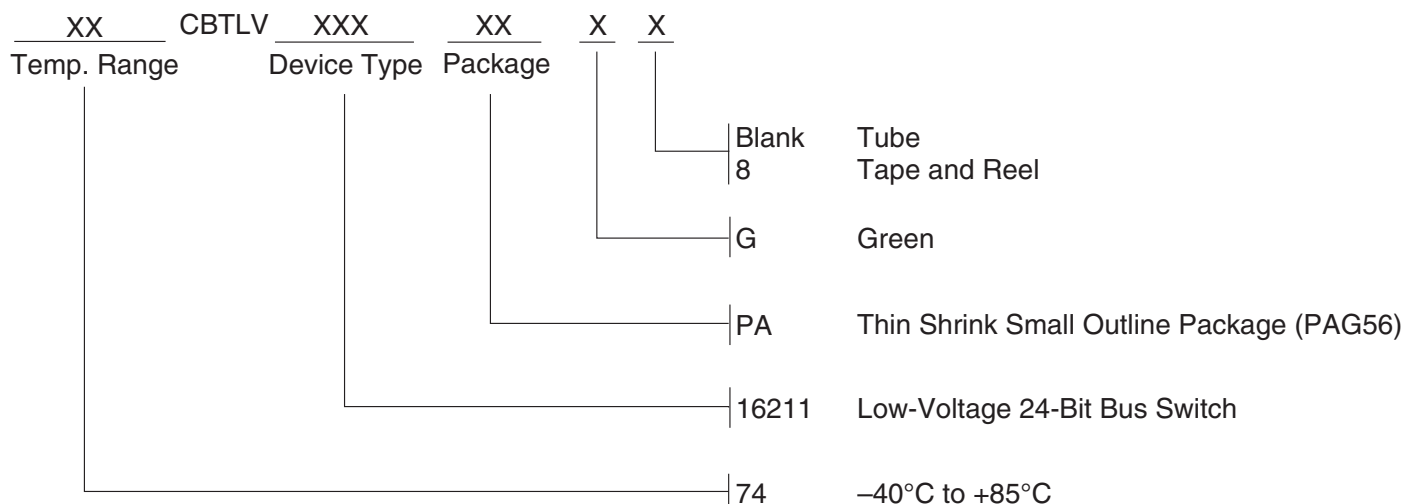 XX CBTLV XXX XX X X
Temp. Range Device Type Package
Blank Tube
8 Tape and Reel
G Green
PA Thin Shrink Small Outline Package (PAG56)
16211 Low-Voltage 24-Bit Bus Switch
74 –40°C to +85°C